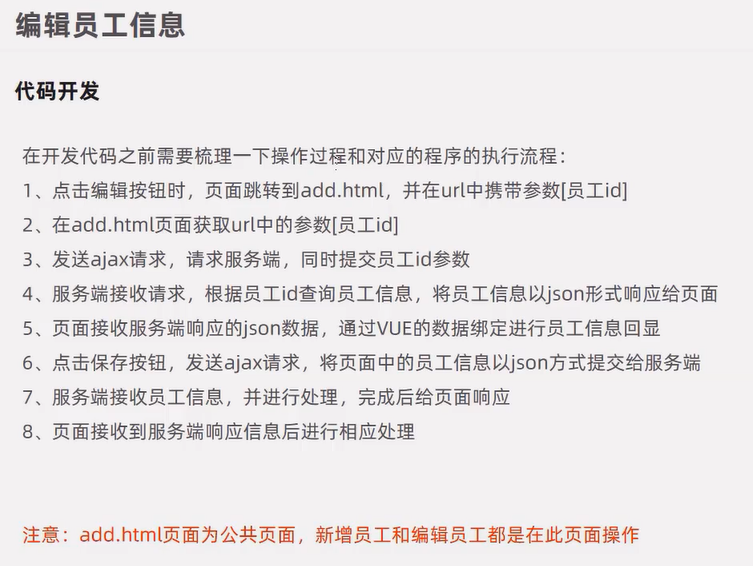 编辑员工信息
代码开发
在开发代码之前需要梳理一下操作过程和对应的程序的执行流程：
1、点击编辑按钮时，页面跳转到add.html，并在url中携带参数[员工id]
2、在add.html页面获取url中的参数[员工id]
3、发送ajax请求，请求服务端，同时提交员工id参数
4、服务端接收请求，根据员工id查询员工信息，将员工信息以json形式响应给页面
5、页面接收服务端响应的json数据，通过VUE的数据绑定进行员工信息回显
6、点击保存按钮，发送ajax请求，将页面中的员工信息以json方式提交给服务端
7、服务端接收员工信息，并进行处理，完成后给页面响应
8、页面接收到服务端响应信息后进行相应处理
注意：add.html页面为公共页面，新增员工和编辑员工都是在此页面操作